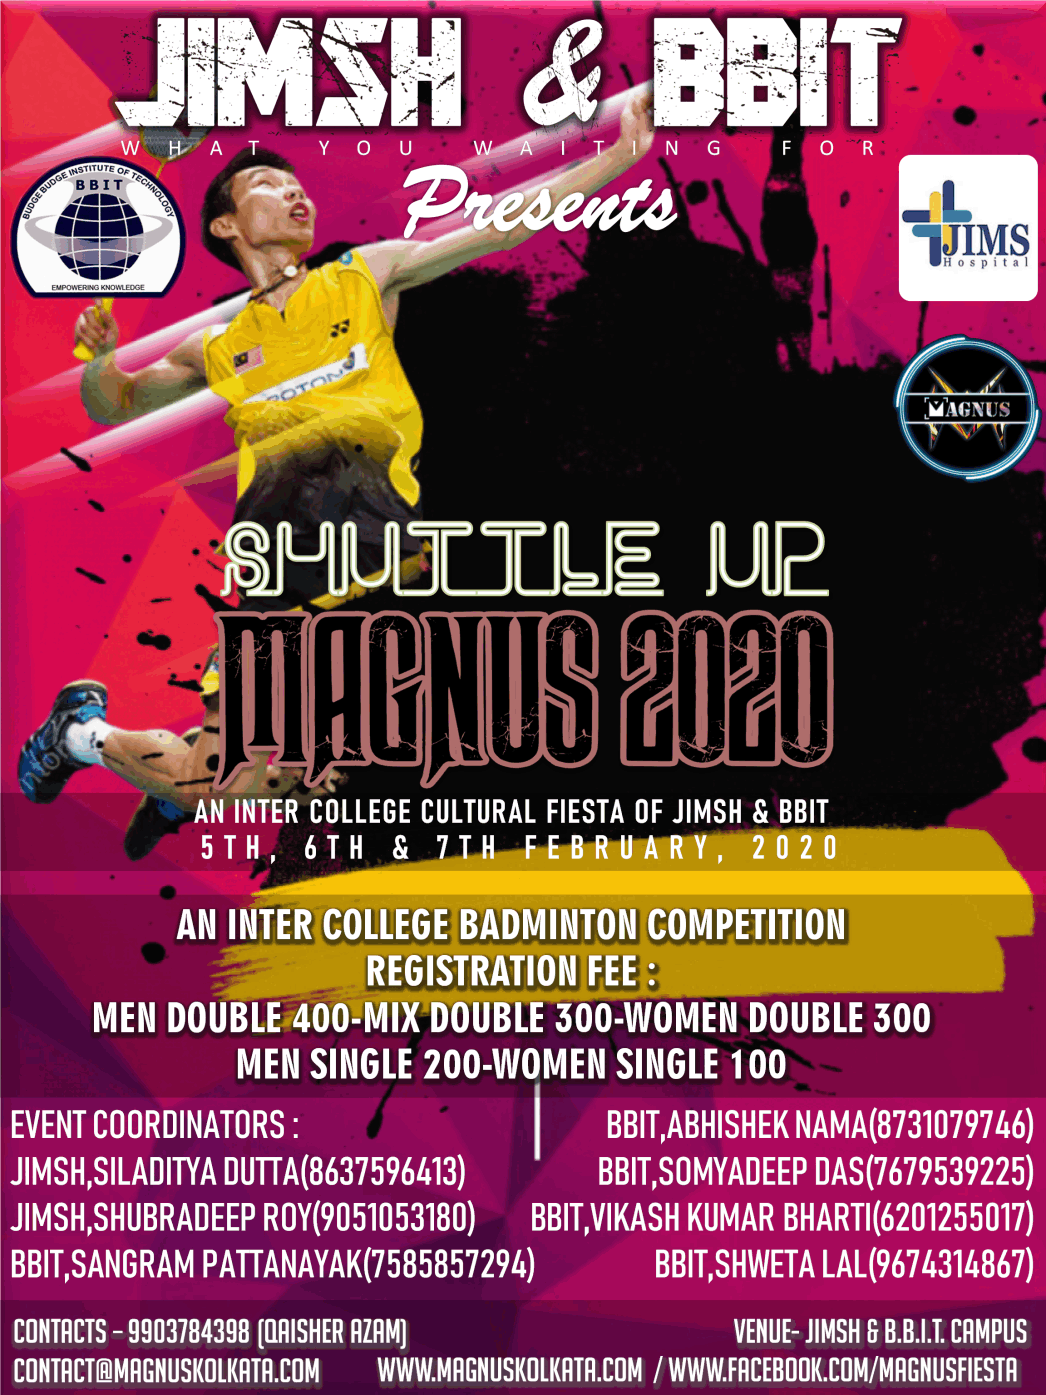 JIMSH & BBIT
WHAT YOU WAITING FOR
Presents
BUDGE BUDGE INSTITUTE OF TECHNOLOGY
BBIT
EMPOWERING KNOWLEDGE
JIMS
Hospital
MAGNUS
SHUTTLE UP
MAGNUS 2020
AN INTER COLLEGE CULTURAL FIESTA OF JIMSH & BBIT
5TH, 6TH & 7TH FEBRUARY, 2020
AN INTER COLLEGE BADMINTON COMPETITION
REGISTRATION FEE :
MEN DOUBLE 400-MIX DOUBLE 300-WOMEN DOUBLE 300
MEN SINGLE 200-WOMEN SINGLE 100
EVENT COORDINATORS :
JIMSH,SILADITYA DUTTA(8637596413)
JIMSH,SHUBRADEEP ROY(9051053180)
BBIT,SANGRAM PATTANAYAK(7585857294)
BBIT,ABHISHEK NAMA(8731079746)
BBIT,SOMYADEEP DAS(7679539225)
BBIT,VIKASH KUMAR BHARTI(6201255017)
BBIT,SHWETA LAL(9674314867)
CONTACTS - 9903784398 (QAISHER AZAM)
VENUE- JIMSH & B.B.I.T. CAMPUS
CONTACT@MAGNUSKOLKATA.COM
WWW.MAGNUSKOLKATA.COM / WWW.FACEBOOK.COM/MAGNUSFIESTA